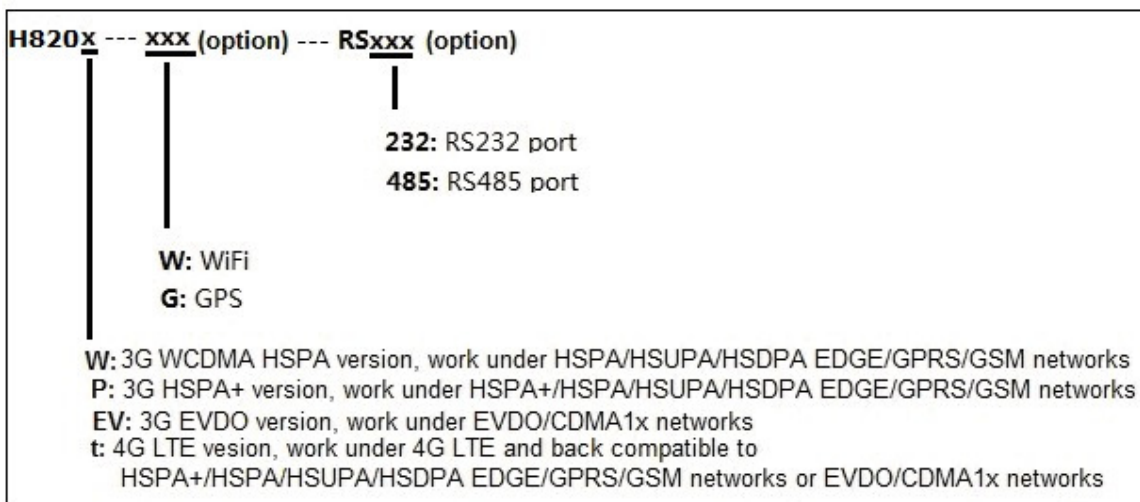 H820x --- xxx (option) --- RSxxx (option)
232: RS232 port
485: RS485 port
W: WiFi
G: GPS
W: 3G WCDMA HSPA version, work under HSPA/HSUPA/HSDPA EDGE/GPRS/GSM networks
P: 3G HSPA+ version, work under HSPA+/HSPA/HSUPA/HSDPA EDGE/GPRS/GSM networks
EV: 3G EVDO version, work under EVDO/CDMA1x networks
t: 4G LTE vesion, work under 4G LTE and back compatible to
HSPA+/HSPA/HSUPA/HSDPA EDGE/GPRS/GSM networks or EVDO/CDMA1x networks